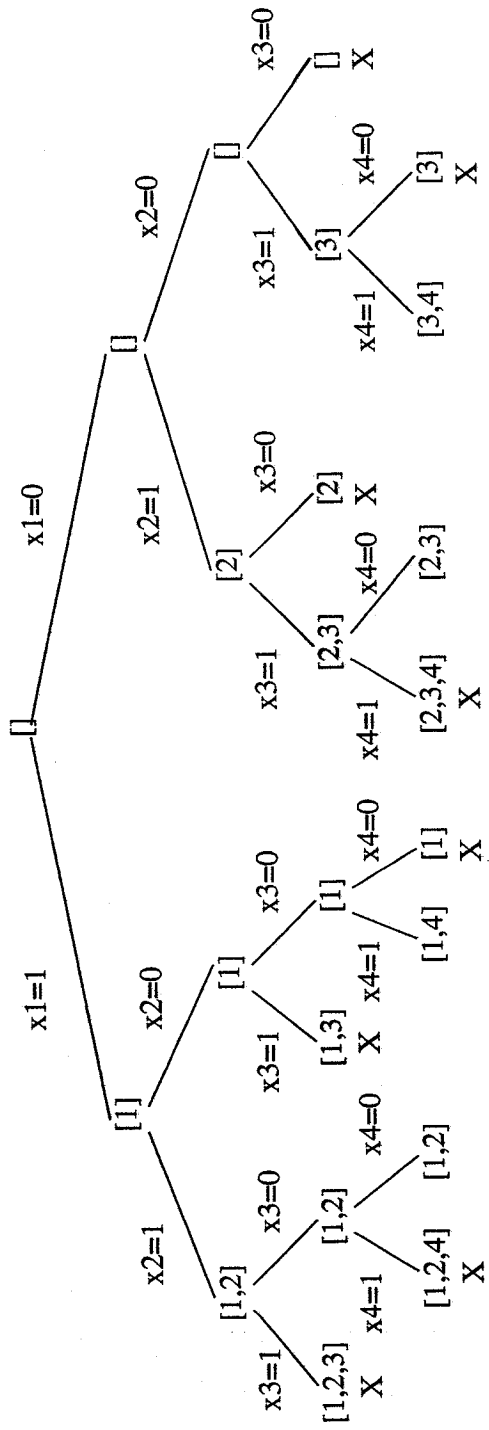 []
x1=1 x1=0
[1] []
x2=1 x2=0 x2=1 x2=0
[1,2] [1] [2] []
x3=1 x3=0 x3=1 x3=0 x3=1 x3=0 x3=1 x3=0
[1,2,3] [1,2] [1,3] [1] [2,3] [2] [3] []
X X X X
x4=1 x4=0 x4=1 x4=0 x4=1 x4=0 x4=1 x4=0
[1,2,4] [1,2] [1,4] [1] [2,3,4] [2,3] [3,4] [3]
X X X X